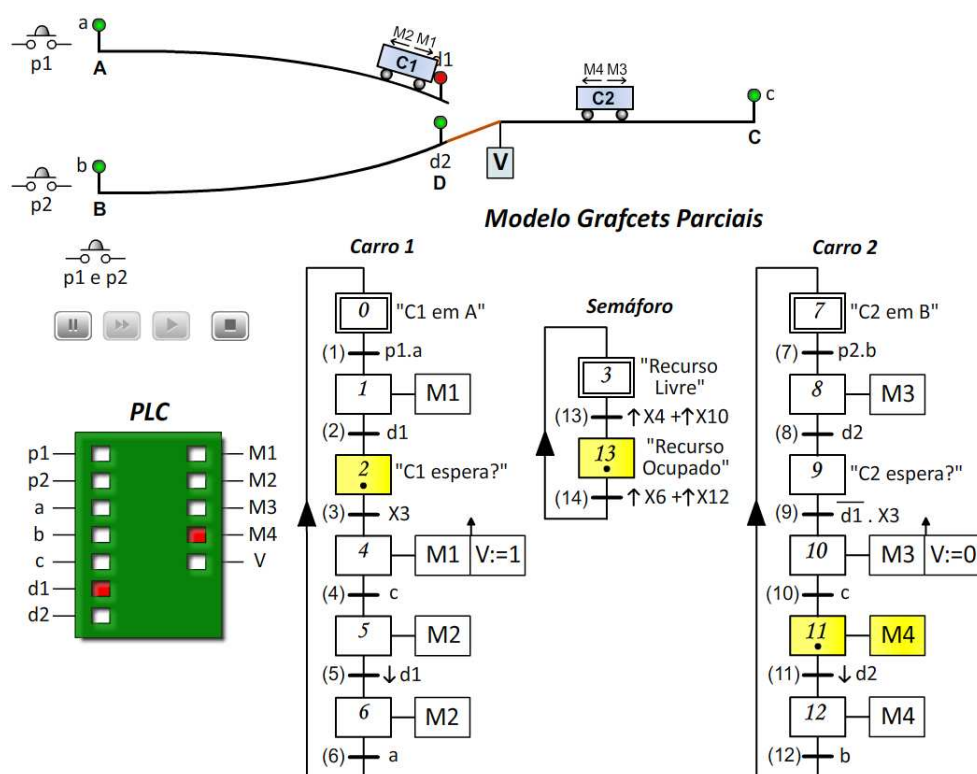 a
p1
A
M2 M1
C1
d1
M4 M3
C2
c
C
b
p2
B
d2
D
V
p1 e p2
Modelo Grafcets Parciais
Carro 1
0 "C1 em A"
(1) p1.a
1 M1
(2) d1
2 "C1 espera?"
(3) X3
4 M1 V:=1
(4) c
5 M2
(5) ↓ d1
6 M2
(6) a
Semáforo
3 "Recurso
Livre"
(13) ↑X4 +↑X10
13 "Recurso
Ocupado"
(14) ↑X6 +↑X12
Carro 2
7 "C2 em B"
(7) p2.b
8 M3
(8) d2
9 "C2 espera?"
(9) d1̅ . X3
10 M3 V:=0
(10) c
11 M4
(11) ↓ d2
12 M4
(12) b
PLC
p1 M1
p2 M2
a M3
b M4
c V
d1
d2